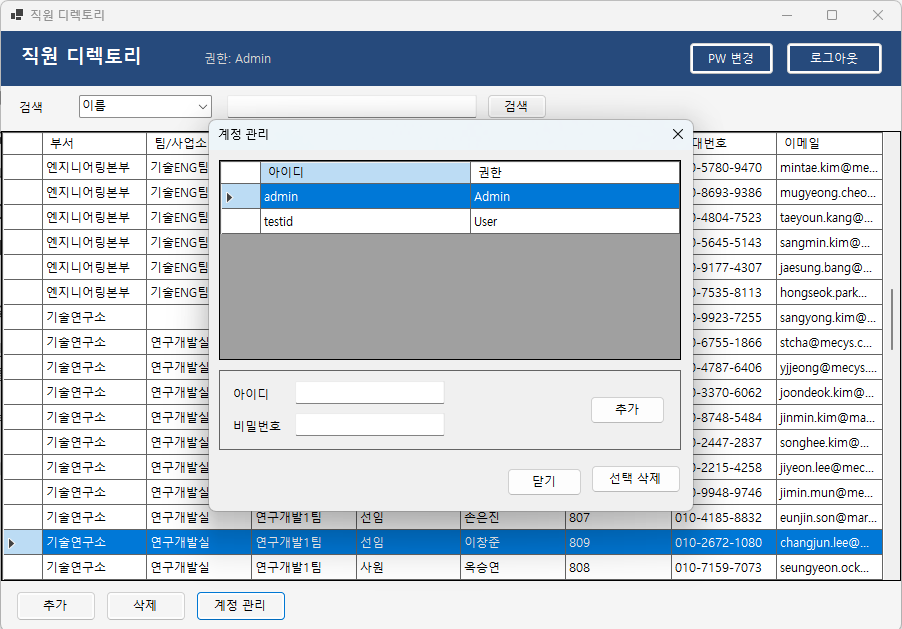 직원 디렉토리
직원 디렉토리 권한: Admin PW 변경 로그아웃
검색 이름 검색
부서 팀/사업소 대번호 이메일
엔지니어링본부 기술ENG팀 0-5780-9470 mintae.kim@me...
엔지니어링본부 기술ENG팀 0-8693-9386 mugyeong.cheo...
엔지니어링본부 기술ENG팀 0-4804-7523 taeyoun.kang@...
엔지니어링본부 기술ENG팀 0-5645-5143 sangmin.kim@...
엔지니어링본부 기술ENG팀 0-9177-4307 jaesung.bang@...
엔지니어링본부 기술ENG팀 0-7535-8113 hongseok.park...
기술연구소 0-9923-7255 sangyong.kim@...
기술연구소 연구개발실 0-6755-1866 stcha@mecys.c...
기술연구소 연구개발실 0-4787-6406 yjjeong@mecys....
기술연구소 연구개발실 0-3370-6062 joondeok.kim@...
기술연구소 연구개발실 0-8748-5484 jinmin.kim@ma...
기술연구소 연구개발실 0-2447-2837 songhee.kim@...
기술연구소 연구개발실 0-2215-4258 jiyeon.lee@mec...
기술연구소 연구개발실 0-9948-9746 jimin.mun@me...
기술연구소 연구개발실 연구개발1팀 선임 손은진 807 010-4185-8832 eunjin.son@mar...
기술연구소 연구개발실 연구개발1팀 선임 이창준 809 010-2672-1080 changjun.lee@...
기술연구소 연구개발실 연구개발1팀 사원 옥승연 808 010-7159-7073 seungyeon.ock...
계정 관리
아이디 권한
admin Admin
testid User
아이디
비밀번호
추가
닫기 선택 삭제
추가 삭제 계정 관리